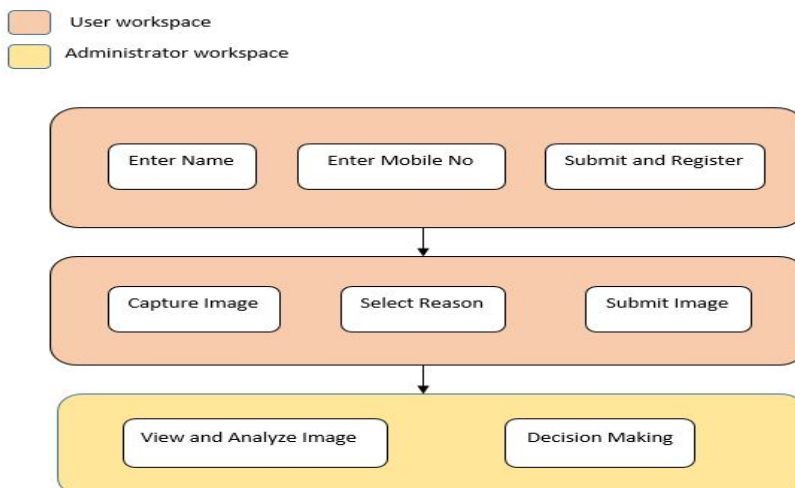 User workspace
Administrator workspace
Enter Name
Enter Mobile No
Submit and Register
Capture Image
Select Reason
Submit Image
View and Analyze Image
Decision Making